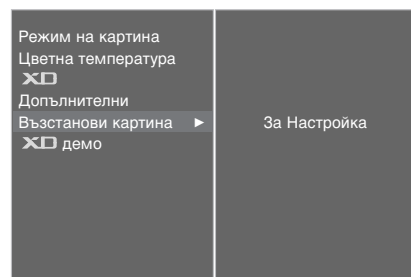 Режим на картина
Цветна температура
XD
Допълнителни
Възстанови картина ►
XD демо
За Настройка